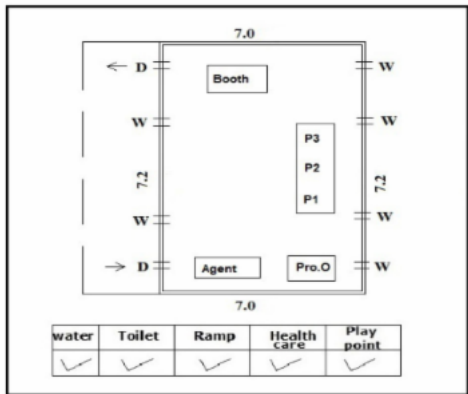 7.0
D
W
Booth
W
W
P3
P2
P1
7.2
7.2
W
W
D
Agent
Pro.O
W
7.0
water Toilet Ramp Health care Play point